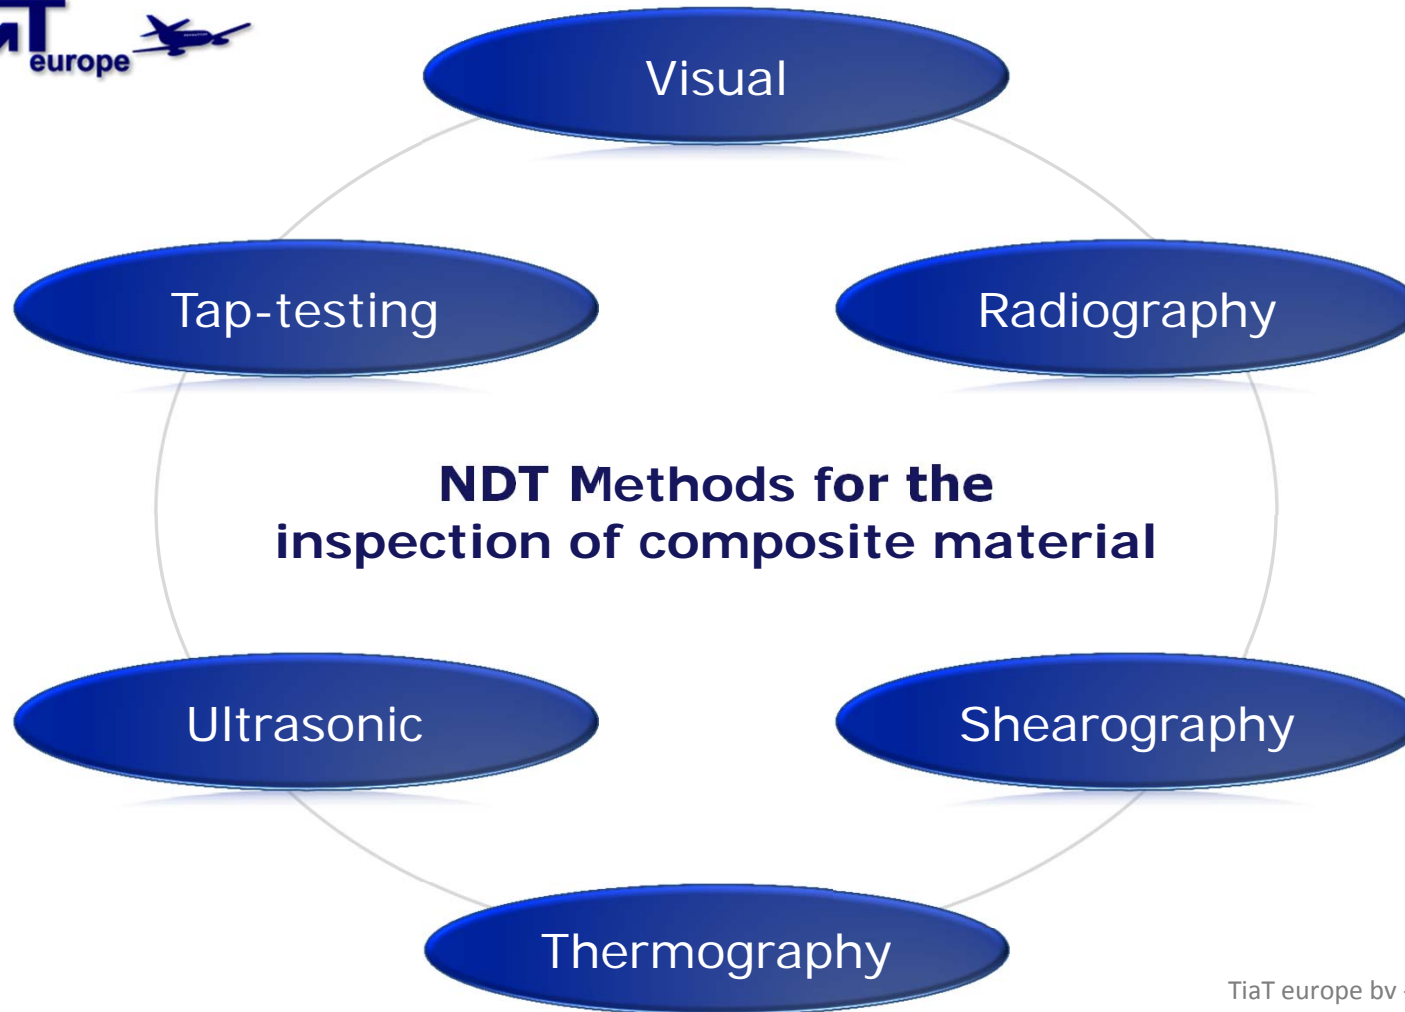 europe
Visual
Tap-testing
Radiography
NDT Methods for the
inspection of composite material
Ultrasonic
Shearography
Thermography
TiaT europe bv